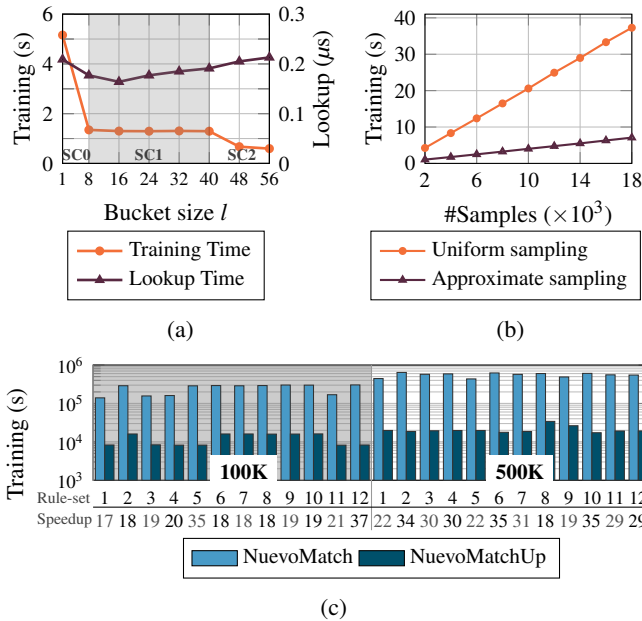 6
4
2
0
Training (s)
0.3
0.2
0.1
0
Lookup (μs)
SC0 SC1 SC2
1 8 16 24 32 40 48 56
Bucket size l
Training Time
Lookup Time
(a)
40
30
20
10
0
Training (s)
2 6 10 14 18
#Samples (×10³)
Uniform sampling
Approximate sampling
(b)
10⁶
10⁵
10⁴
10³
Training (s)
100K 500K
Rule-set 1 2 3 4 5 6 7 8 9 10 11 12 1 2 3 4 5 6 7 8 9 10 11 12
Speedup 17 18 19 20 35 18 18 18 19 19 21 37 22 34 30 30 22 35 31 18 19 35 29 29
NuevoMatch NuevoMatchUp
(c)